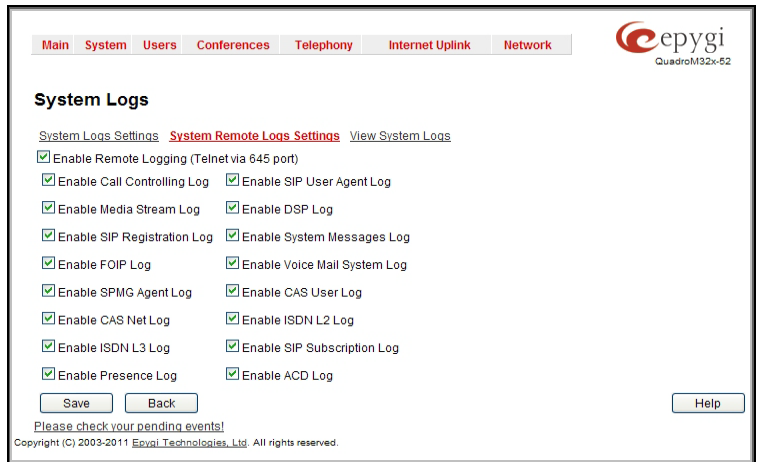 Main System Users Conferences Telephony Internet Uplink Network
epygi
QuadroM32x-52
System Logs
System Logs Settings System Remote Logs Settings View System Logs
Enable Remote Logging (Telnet via 645 port)
Enable Call Controlling Log Enable SIP User Agent Log
Enable Media Stream Log Enable DSP Log
Enable SIP Registration Log Enable System Messages Log
Enable FOIP Log Enable Voice Mail System Log
Enable SPMG Agent Log Enable CAS User Log
Enable CAS Net Log Enable ISDN L2 Log
Enable ISDN L3 Log Enable SIP Subscription Log
Enable Presence Log Enable ACD Log
Save Back Help
Please check your pending events!
Copyright (C) 2003-2011 Epygi Technologies, Ltd. All rights reserved.